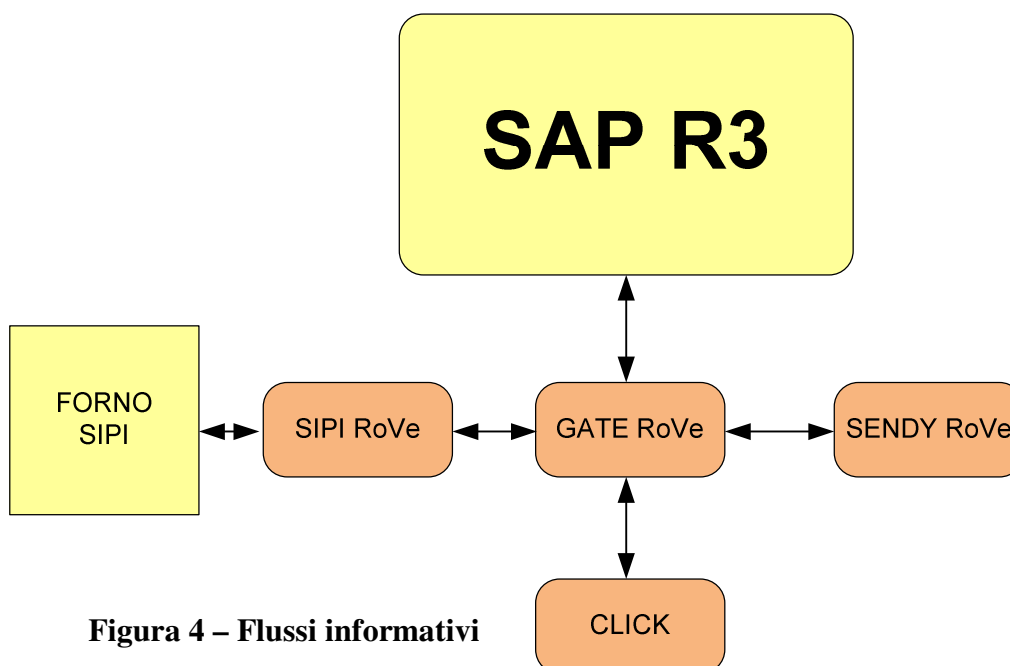 SAP R3
FORNO
SIPI
SIPI RoVe
GATE RoVe
SENDY RoVe
CLICK
Figura 4 – Flussi informativi